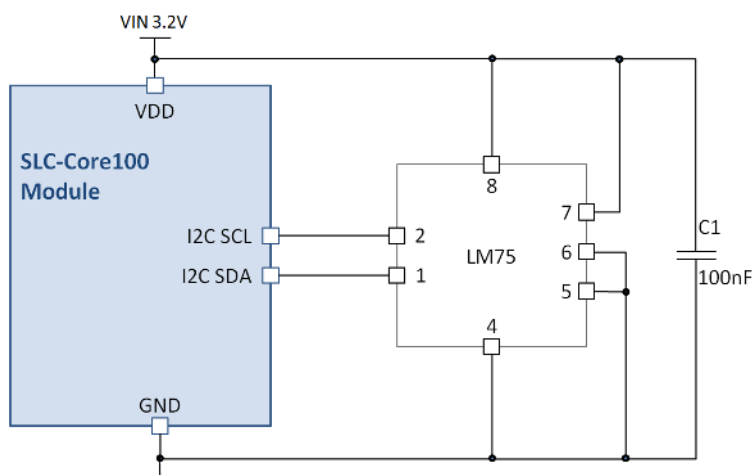 VIN 3.2V
VDD
SLC-Core100
Module
8
7
C1
I2C SCL
2
LM75
6
I2C SDA
1
5
100nF
4
GND